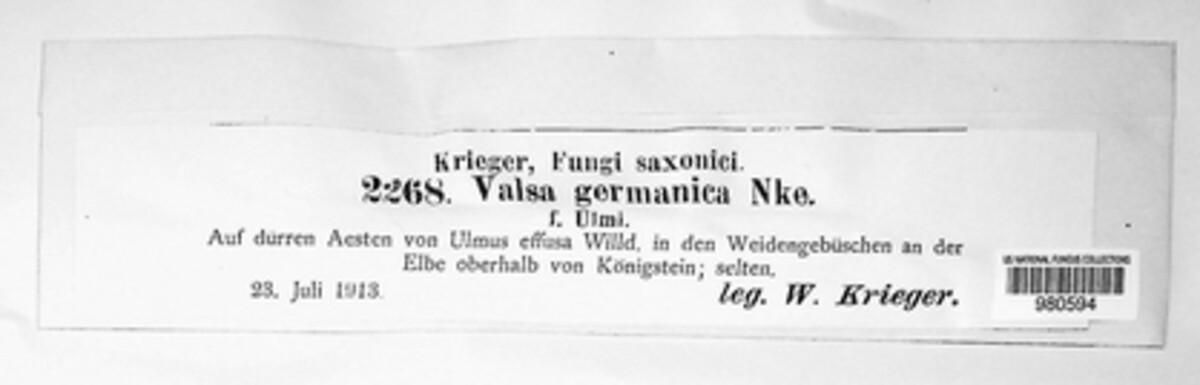 Krieger, Fungi saxonici.
2268. Valsa germanica Nke.
f. Ulmi.
Auf dürren Aesten von Ulmus effusa Willd. in den Weidengebüschen an der
Elbe oberhalb von Königstein; selten.
23. Juli 1913.
leg. W. Krieger.
US NATIONAL FUNGUS COLLECTIONS
980594